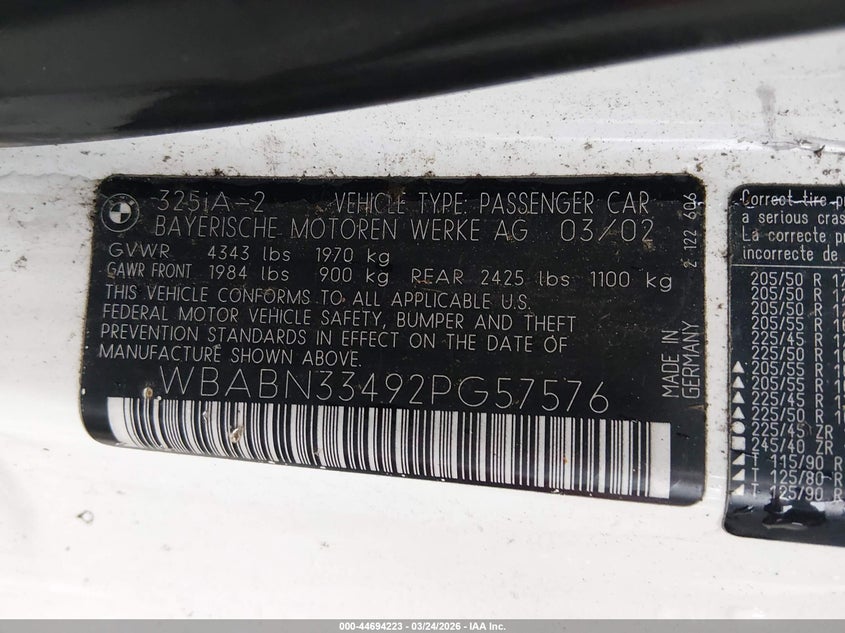 325iA-2 VEHICLE TYPE: PASSENGER CAR
BAYERISCHE MOTOREN WERKE AG 03/02
GVWR 4343 lbs 1970 kg
GAWR FRONT 1984 lbs 900 kg REAR 2425 lbs 1100 kg
THIS VEHICLE CONFORMS TO ALL APPLICABLE U.S.
FEDERAL MOTOR VEHICLE SAFETY, BUMPER AND THEFT
PREVENTION STANDARDS IN EFFECT ON THE DATE OF
MANUFACTURE SHOWN ABOVE.
WBABN33492PG57576
MADE IN
GERMANY
2 122 606
Correct tire
a serious
La correcte
incorrecte de
205/50 R
205/50 R
205/50 R
205/55 R
225/45 R
225/50 R
205/55 R
205/55 R
225/45 R
225/50 R
225/45 ZR
245/40 ZR
T 115/90 R
T 125/80
T 125/90 R
000-44694223 - 03/24/2026 - IAA Inc.